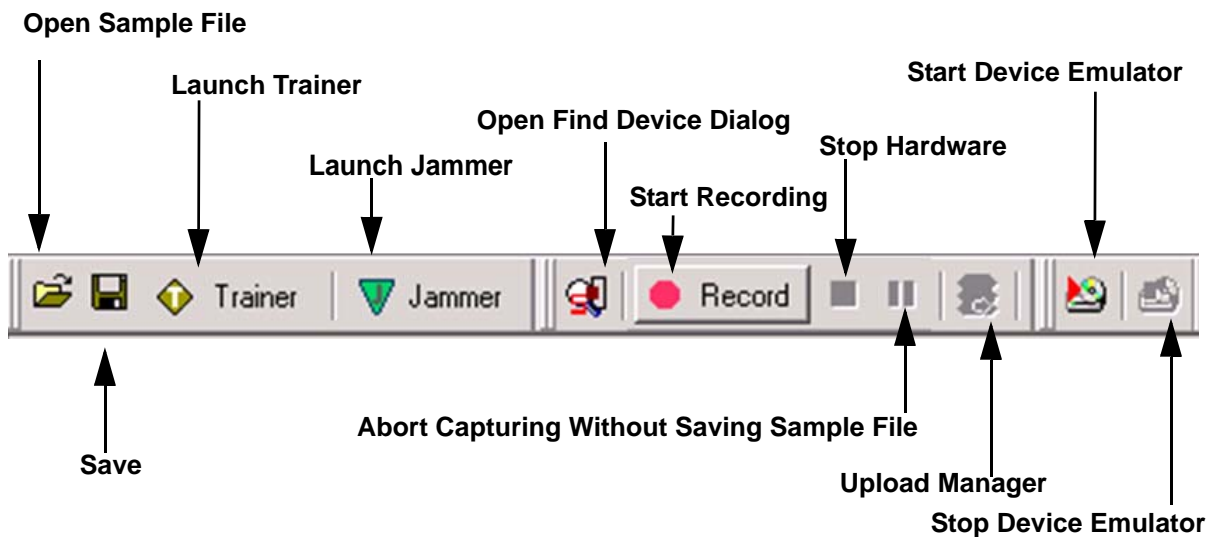 Open Sample File
Start Device Emulator
Launch Trainer
Open Find Device Dialog
Stop Hardware
Launch Jammer
Start Recording
T Trainer J Jammer Record
Abort Capturing Without Saving Sample File
Save
Upload Manager
Stop Device Emulator